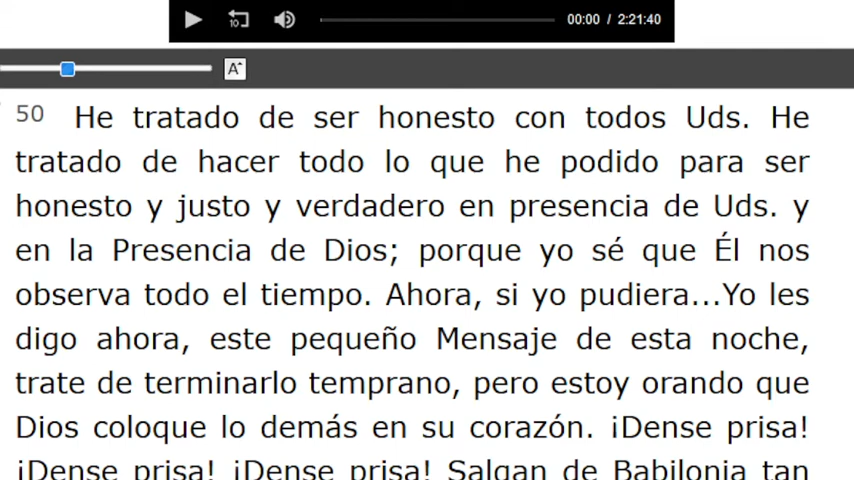 10
00:00 / 2:21:40
A
50 He tratado de ser honesto con todos Uds. He
tratado de hacer todo lo que he podido para ser
honesto y justo y verdadero en presencia de Uds. y
en la Presencia de Dios; porque yo sé que Él nos
observa todo el tiempo. Ahora, si yo pudiera...Yo les
digo ahora, este pequeño Mensaje de esta noche,
trate de terminarlo temprano, pero estoy orando que
Dios coloque lo demás en su corazón. ¡Dense prisa!
¡Dense prisa! ¡Dense prisa! Salgan de Babilonia tan